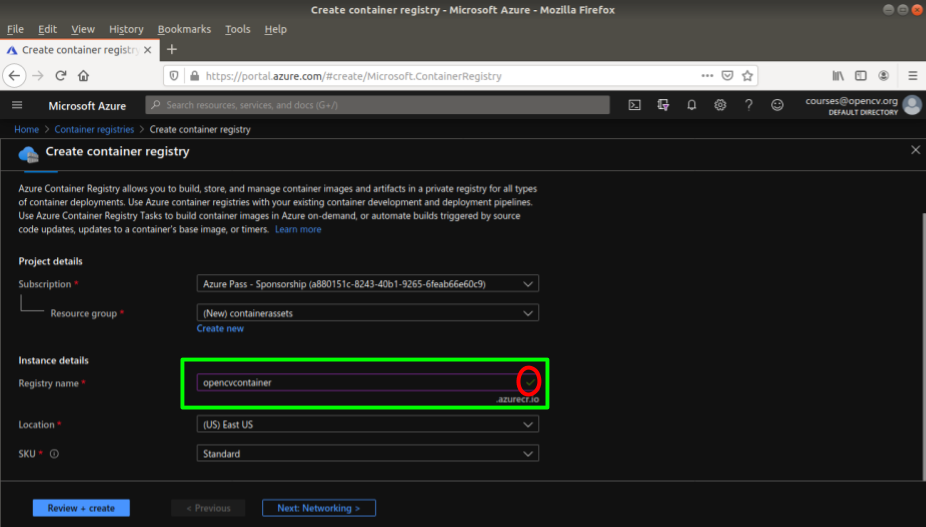 Create container registry - Microsoft Azure - Mozilla Firefox
File Edit View History Bookmarks Tools Help
Create container registry
https://portal.azure.com/#create/Microsoft.ContainerRegistry
Microsoft Azure
Search resources, services, and docs (G+/)
courses@opencv.org
DEFAULT DIRECTORY
Home > Container registries > Create container registry
Create container registry
Azure Container Registry allows you to build, store, and manage container images and artifacts in a private registry for all types
of container deployments. Use Azure container registries with your existing container development and deployment pipelines.
Use Azure Container Registry Tasks to build container images in Azure on-demand, or automate builds triggered by source
code updates, updates to a container's base image, or timers. Learn more
Project details
Subscription *
Azure Pass - Sponsorship (a880151c-8243-40b1-9265-6feab66e60c9)
Resource group *
(New) containerassets
Create new
Instance details
Registry name *
opencvcontainer
.azurecr.io
Location *
(US) East US
SKU *
Standard
Review + create
< Previous
Next: Networking >